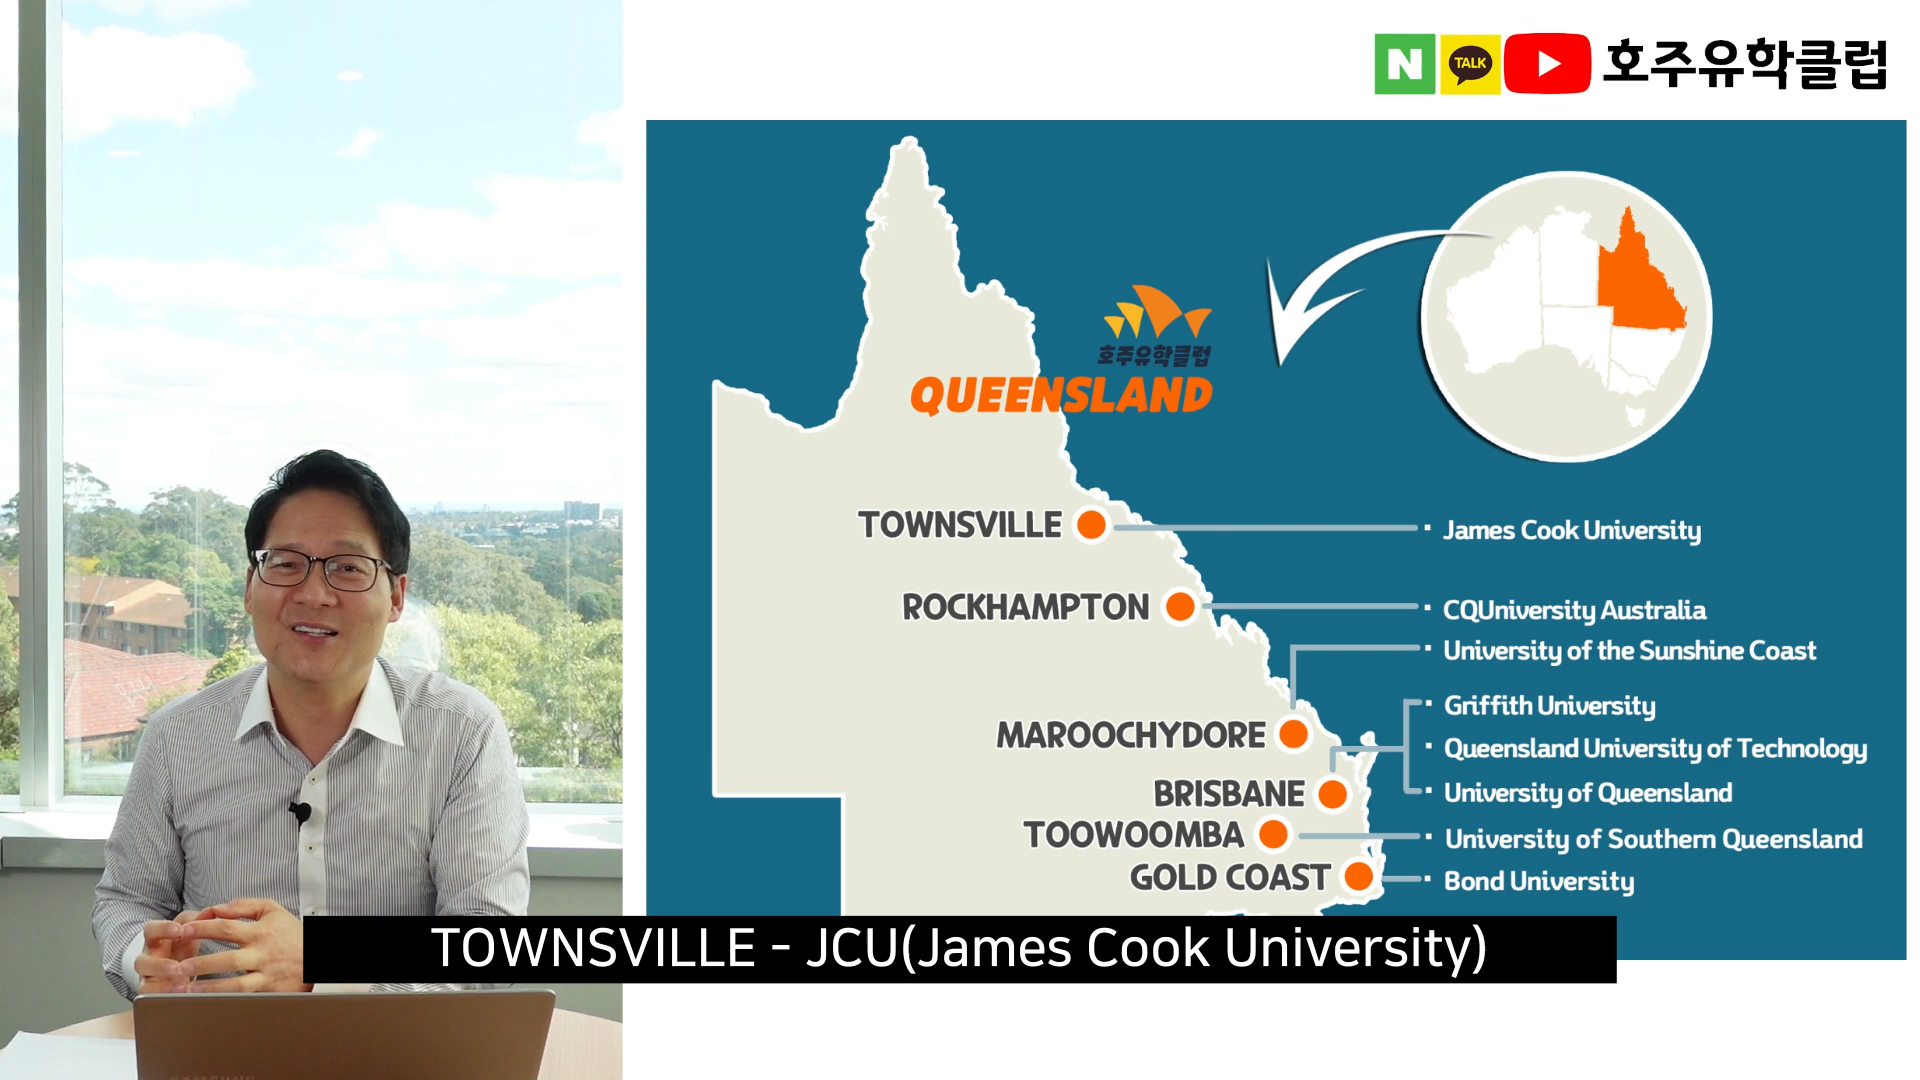 N TALK 호주유학클럽
호주유학클럽
QUEENSLAND
TOWNSVILLE
· James Cook University
ROCKHAMPTON
· CQUniversity Australia
· University of the Sunshine Coast
MAROOCHYDORE
· Griffith University
· Queensland University of Technology
BRISBANE
· University of Queensland
TOOWOOMBA
· University of Southern Queensland
GOLD COAST
· Bond University
TOWNSVILLE - JCU(James Cook University)
SAMSUNG